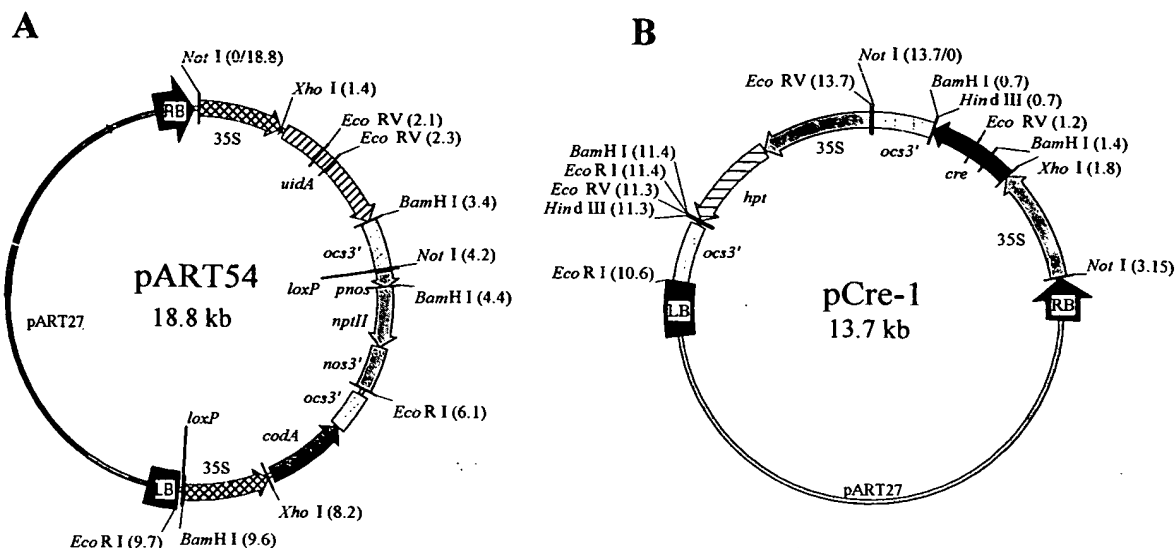 A
Not I (0/18.8)
RB
Xho I (1.4)
35S
Eco RV (2.1)
Eco RV (2.3)
uidA
BamH I (3.4)
ocs3'
Not I (4.2)
loxP
pnos
BamH I (4.4)
nptII
nos3'
ocs3'
Eco R I (6.1)
codA
Xho I (8.2)
35S
loxP
LB
Eco R I (9.7)
BamH I (9.6)
pART27
pART54
18.8 kb
B
Not I (13.7/0)
Eco RV (13.7)
BamH I (0.7)
Hind III (0.7)
Eco RV (1.2)
BamH I (1.4)
Xho I (1.8)
35S
ocs3'
cre
BamH I (11.4)
Eco R I (11.4)
Eco RV (11.3)
Hind III (11.3)
hpt
35S
ocs3'
Not I (3.15)
Eco R I (10.6)
LB
RB
pCre-1
13.7 kb
pART27